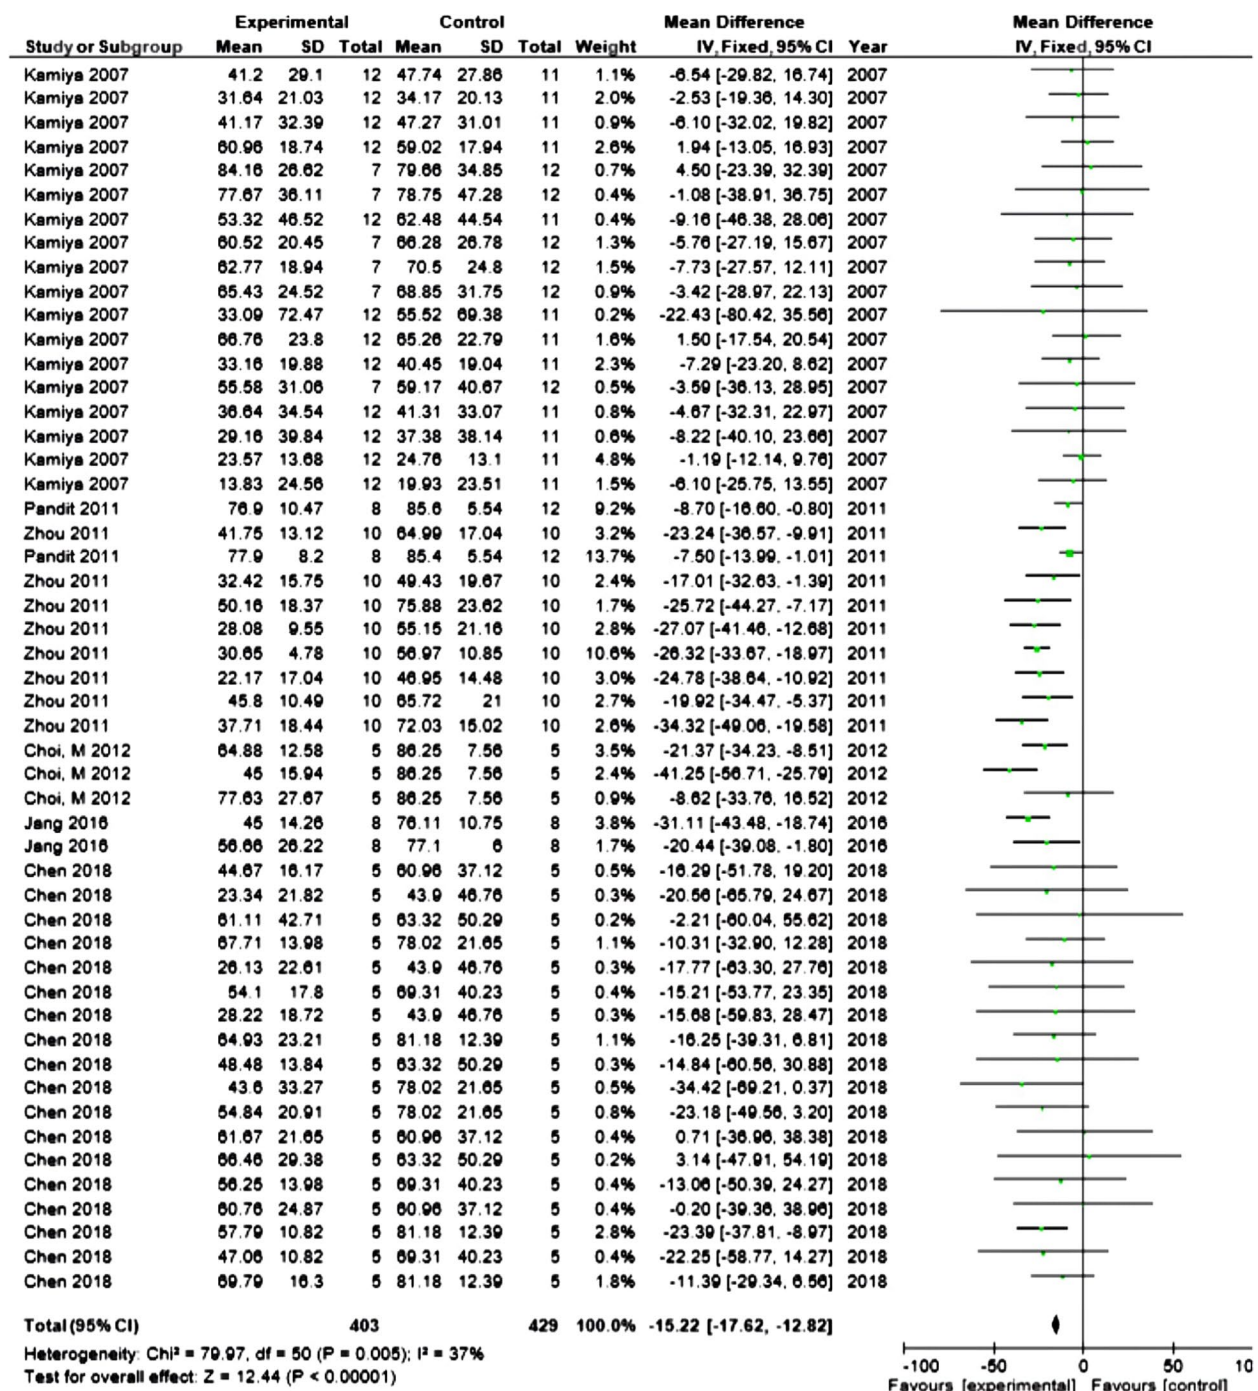 Experimental Control Mean Difference Mean Difference
Study or Subgroup Mean SD Total Mean SD Total Weight IV, Fixed, 95% CI Year IV, Fixed, 95% CI
Kamiya 2007 41.2 29.1 12 47.74 27.86 11 1.1% -6.54 [-29.82, 16.74] 2007
Kamiya 2007 31.64 21.03 12 34.17 20.13 11 2.0% -2.53 [-19.36, 14.30] 2007
Kamiya 2007 41.17 32.39 12 47.27 31.01 11 0.9% -6.10 [-32.02, 19.82] 2007
Kamiya 2007 60.96 18.74 12 59.02 17.94 11 2.6% 1.94 [-13.05, 16.93] 2007
Kamiya 2007 84.16 26.62 7 79.66 34.85 12 0.7% 4.50 [-23.39, 32.39] 2007
Kamiya 2007 77.67 36.11 7 78.75 47.28 12 0.4% -1.08 [-38.91, 36.75] 2007
Kamiya 2007 53.32 46.52 12 62.48 44.54 11 0.4% -9.16 [-46.38, 28.06] 2007
Kamiya 2007 60.52 20.45 7 66.28 26.78 12 1.3% -5.76 [-27.19, 15.67] 2007
Kamiya 2007 62.77 18.94 7 70.5 24.8 12 1.5% -7.73 [-27.57, 12.11] 2007
Kamiya 2007 65.43 24.52 7 68.85 31.75 12 0.9% -3.42 [-28.97, 22.13] 2007
Kamiya 2007 33.09 72.47 12 55.52 69.38 11 0.2% -22.43 [-80.42, 35.56] 2007
Kamiya 2007 66.76 23.8 12 65.26 22.79 11 1.6% 1.50 [-17.54, 20.54] 2007
Kamiya 2007 33.16 19.88 12 40.45 19.04 11 2.3% -7.29 [-23.20, 8.62] 2007
Kamiya 2007 55.58 31.06 7 59.17 40.67 12 0.5% -3.59 [-36.13, 28.95] 2007
Kamiya 2007 36.64 34.54 12 41.31 33.07 11 0.8% -4.67 [-32.31, 22.97] 2007
Kamiya 2007 29.16 39.84 12 37.38 38.14 11 0.6% -8.22 [-40.10, 23.66] 2007
Kamiya 2007 23.57 13.68 12 24.76 13.1 11 4.8% -1.19 [-12.14, 9.76] 2007
Kamiya 2007 13.83 24.56 12 19.93 23.51 11 1.5% -6.10 [-25.75, 13.55] 2007
Pandit 2011 76.9 10.47 8 85.6 5.54 12 9.2% -8.70 [-16.60, -0.80] 2011
Zhou 2011 41.75 13.12 10 64.99 17.04 10 3.2% -23.24 [-36.57, -9.91] 2011
Pandit 2011 77.9 8.2 8 85.4 5.54 12 13.7% -7.50 [-13.99, -1.01] 2011
Zhou 2011 32.42 15.75 10 49.43 19.67 10 2.4% -17.01 [-32.63, -1.39] 2011
Zhou 2011 50.16 18.37 10 75.88 23.62 10 1.7% -25.72 [-44.27, -7.17] 2011
Zhou 2011 28.08 9.55 10 55.15 21.16 10 2.8% -27.07 [-41.46, -12.68] 2011
Zhou 2011 30.65 4.78 10 56.97 10.85 10 10.6% -26.32 [-33.67, -18.97] 2011
Zhou 2011 22.17 17.04 10 46.95 14.48 10 3.0% -24.78 [-38.64, -10.92] 2011
Zhou 2011 45.8 10.49 10 65.72 21 10 2.7% -19.92 [-34.47, -5.37] 2011
Zhou 2011 37.71 18.44 10 72.03 15.02 10 2.6% -34.32 [-49.06, -19.58] 2011
Choi, M 2012 64.88 12.58 5 86.25 7.56 5 3.5% -21.37 [-34.23, -8.51] 2012
Choi, M 2012 45 15.94 5 86.25 7.56 5 2.4% -41.25 [-56.71, -25.79] 2012
Choi, M 2012 77.63 27.67 5 86.25 7.56 5 0.9% -8.62 [-33.76, 16.52] 2012
Jang 2016 45 14.26 8 76.11 10.75 8 3.8% -31.11 [-43.48, -18.74] 2016
Jang 2016 56.66 26.22 8 77.1 6 8 1.7% -20.44 [-39.08, -1.80] 2016
Chen 2018 44.67 16.17 5 60.96 37.12 5 0.5% -16.29 [-51.78, 19.20] 2018
Chen 2018 23.34 21.82 5 43.9 46.76 5 0.3% -20.56 [-65.79, 24.67] 2018
Chen 2018 61.11 42.71 5 63.32 50.29 5 0.2% -2.21 [-60.04, 55.62] 2018
Chen 2018 67.71 13.98 5 78.02 21.65 5 1.1% -10.31 [-32.90, 12.28] 2018
Chen 2018 26.13 22.61 5 43.9 46.76 5 0.3% -17.77 [-63.30, 27.76] 2018
Chen 2018 54.1 17.8 5 69.31 40.23 5 0.4% -15.21 [-53.77, 23.35] 2018
Chen 2018 28.22 18.72 5 43.9 46.76 5 0.3% -15.68 [-59.83, 28.47] 2018
Chen 2018 64.93 23.21 5 81.18 12.39 5 1.1% -16.25 [-39.31, 6.81] 2018
Chen 2018 48.48 13.84 5 63.32 50.29 5 0.3% -14.84 [-60.56, 30.88] 2018
Chen 2018 43.6 33.27 5 78.02 21.65 5 0.5% -34.42 [-69.21, 0.37] 2018
Chen 2018 54.84 20.91 5 78.02 21.65 5 0.8% -23.18 [-49.56, 3.20] 2018
Chen 2018 61.67 21.65 5 60.96 37.12 5 0.4% 0.71 [-36.96, 38.38] 2018
Chen 2018 66.46 29.38 5 63.32 50.29 5 0.2% 3.14 [-47.91, 54.19] 2018
Chen 2018 56.25 13.98 5 69.31 40.23 5 0.4% -13.06 [-50.39, 24.27] 2018
Chen 2018 60.76 24.87 5 60.96 37.12 5 0.4% -0.20 [-39.36, 38.96] 2018
Chen 2018 57.79 10.82 5 81.18 12.39 5 2.8% -23.39 [-37.81, -8.97] 2018
Chen 2018 47.06 10.82 5 69.31 40.23 5 0.4% -22.25 [-58.77, 14.27] 2018
Chen 2018 69.79 16.3 5 81.18 12.39 5 1.8% -11.39 [-29.34, 6.56] 2018
Total (95% CI) 403 429 100.0% -15.22 [-17.62, -12.82]
Heterogeneity: Chi² = 79.97, df = 50 (P = 0.005); I² = 37%
Test for overall effect: Z = 12.44 (P < 0.00001)
-100 -50 0 50 10
Favours [experimental] Favours [control]